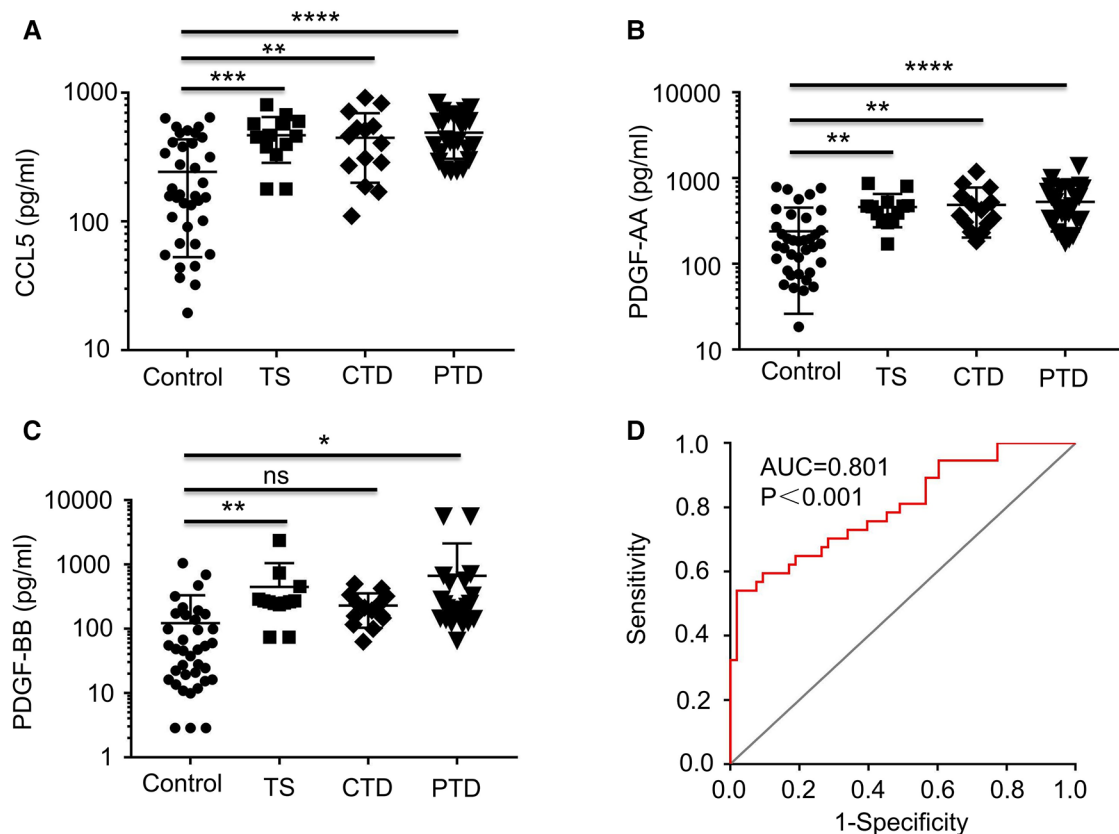 A
****
**
***
CCL5 (pg/ml)
1000
100
10
Control TS CTD PTD
B
****
**
**
PDGF-AA (pg/ml)
10000
1000
100
10
Control TS CTD PTD
C
*
ns
**
PDGF-BB (pg/ml)
10000
1000
100
10
1
Control TS CTD PTD
D
AUC=0.801
P<0.001
Sensitivity
1.0
0.8
0.6
0.4
0.2
0.0
0.0 0.2 0.4 0.6 0.8 1.0
1-Specificity